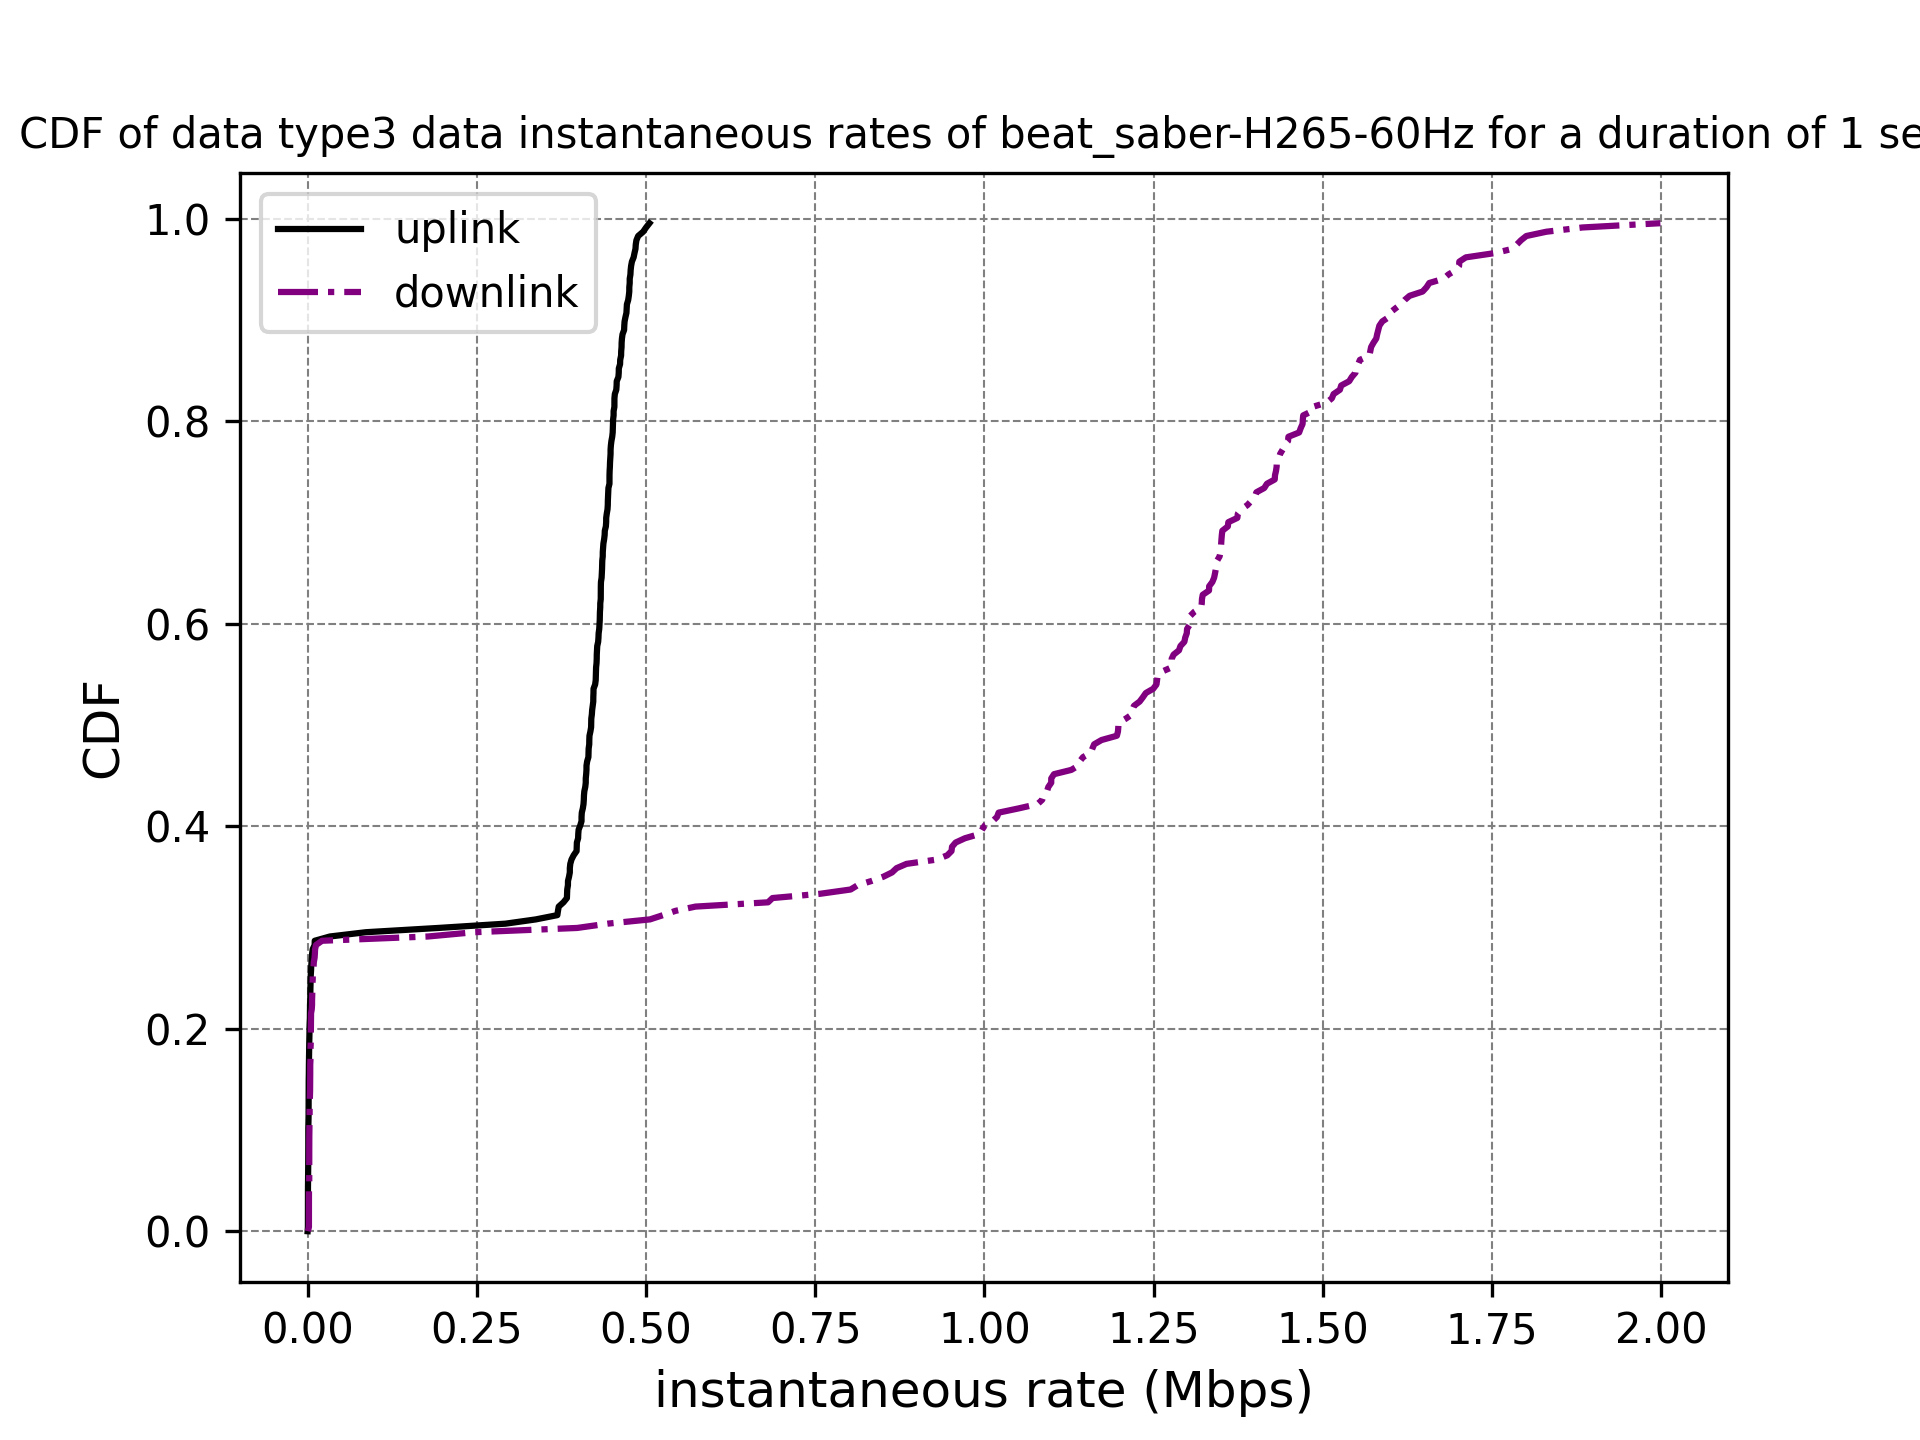 CDF of data type3 data instantaneous rates of beat_saber-H265-60Hz for a duration of 1 se
uplink
downlink
1.0
0.8
0.6
0.4
0.2
0.0
CDF
0.00 0.25 0.50 0.75 1.00 1.25 1.50 1.75 2.00
instantaneous rate (Mbps)